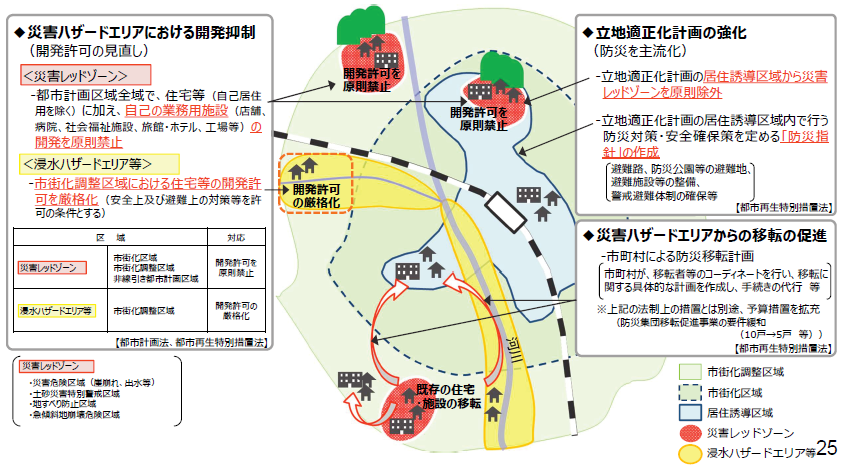 ◆災害ハザードエリアにおける開発抑制
（開発許可の見直し）
＜災害レッドゾーン＞
-都市計画区域全域で、住宅等（自己居住
用を除く）に加え、自己の業務用施設（店舗、
病院、社会福祉施設、旅館・ホテル、工場等）の
開発を原則禁止
＜浸水ハザードエリア等＞
-市街化調整区域における住宅等の開発許
可を厳格化（安全上及び避難上の対策等を許
可の条件とする）
区　域　対応
災害レッドゾーン
市街化区域
市街化調整区域
非線引き都市計画区域
開発許可を
原則禁止
浸水ハザードエリア等
市街化調整区域
開発許可の
厳格化
【都市計画法、都市再生特別措置法】
災害レッドゾーン
・災害危険区域（崖崩れ、出水等）
・土砂災害特別警戒区域
・地すべり防止区域
・急傾斜地崩壊危険区域
開発許可を
原則禁止
開発許可を
原則禁止
開発許可
の厳格化
河川
既存の住宅
・施設の移転
◆立地適正化計画の強化
（防災を主流化）
-立地適正化計画の居住誘導区域から災害
レッドゾーンを原則除外
-立地適正化計画の居住誘導区域内で行う
防災対策・安全確保策を定める「防災指
針」の作成
避難路、防災公園等の避難地、
避難施設等の整備、
警戒避難体制の確保等
【都市再生特別措置法】
◆災害ハザードエリアからの移転の促進
-市町村による防災移転計画
市町村が、移転者等のコーディネートを行い、移転に
関する具体的な計画を作成し、手続きの代行　等
※上記の法制上の措置とは別途、予算措置を拡充
（防災集団移転促進事業の要件緩和
（10戸→5戸　等））
【都市再生特別措置法】
市街化調整区域
市街化区域
居住誘導区域
災害レッドゾーン
浸水ハザードエリア等
25